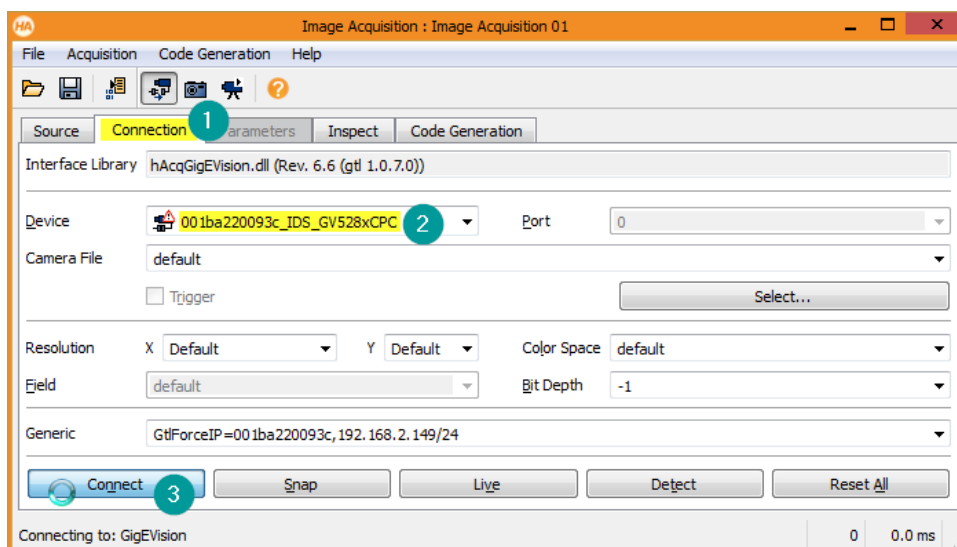 HA Image Acquisition : Image Acquisition 01
File Acquisition Code Generation Help
Source Connection 1 arameters Inspect Code Generation
Interface Library hAcqGigEVision.dll (Rev. 6.6 (gtl 1.0.7.0))
Device 001ba220093c_IDS_GV528xCPC 2 Port 0
Camera File default
Trigger Select...
Resolution X Default Y Default Color Space default
Field default Bit Depth -1
Generic GtlForceIP=001ba220093c,192.168.2.149/24
Connect 3 Snap Live Detect Reset All
Connecting to: GigEVision 0 0.0 ms